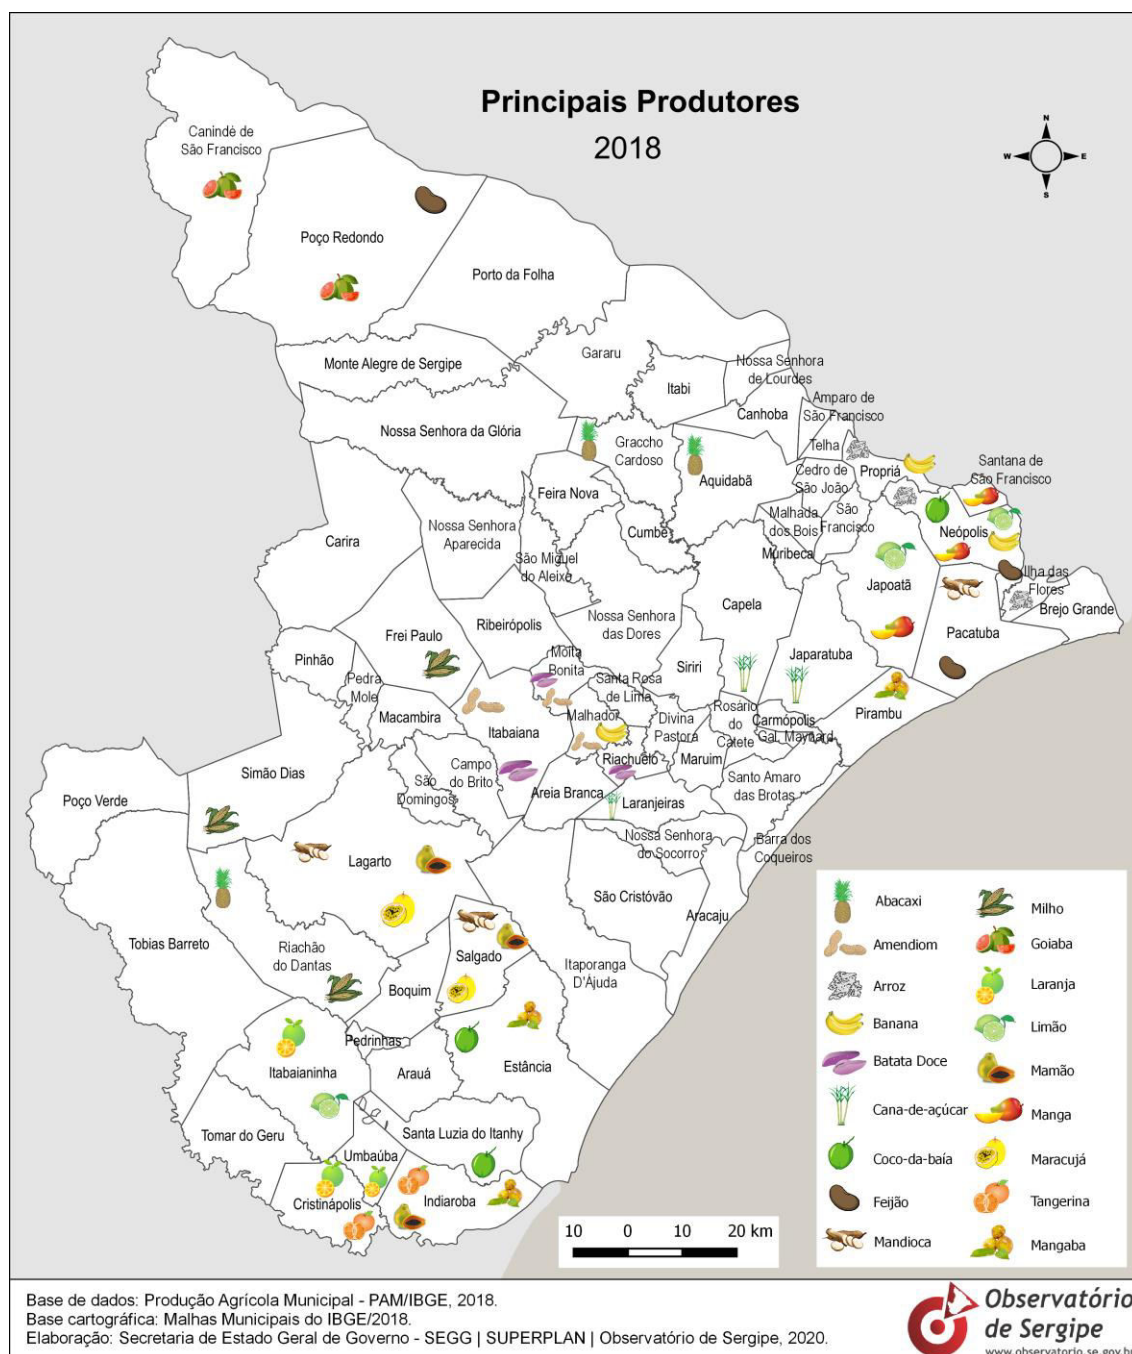 Principais Produtores
2018
N
W
E
S
Canindé de
São Francisco
Poço Redondo
Porto da Folha
Monte Alegre de Sergipe
Gararu
Nossa Senhora
de Lourdes
Itabi
Amparo de
São Francisco
Canhoba
Nossa Senhora da Glória
Graccho
Cardoso
Telha
Propriá
Santana de
São Francisco
Aquidabã
Cedro de
São João
Feira Nova
São
Francisco
Malhada
dos Bois
Neópolis
Nossa Senhora
Aparecida
Cumbe
Carira
São Miguel
do Aleixo
Muribeca
Ilha das
Flores
Japoatã
Brejo Grande
Capela
Nossa Senhora
das Dores
Ribeirópolis
Pacatuba
Frei Paulo
Japaratuba
Moita
Bonita
Pinhão
Siriri
Pedra
Mole
Santa Rosa
de Lima
Pirambu
Macambira
Malhador
Divina
Pastora
Rosário
do
Catete
Carmópolis
Gal. Maynard
Itabaiana
Riachuelo
Maruim
Simão Dias
Campo
do Brito
São
Domingos
Santo Amaro
das Brotas
Poço Verde
Areia Branca
Laranjeiras
Nossa Senhora
do Socorro
Barra dos
Coqueiros
Lagarto
São Cristóvão
Aracaju
Tobias Barreto
Riachão
do Dantas
Salgado
Itaporanga
D'Ájuda
Boquim
Pedrinhas
Itabaianinha
Arauá
Estância
Tomar do Geru
Santa Luzia do Itanhy
Umbaúba
Cristinápolis
Indiaroba
Abacaxi
Milho
Amendiom
Goiaba
Arroz
Laranja
Banana
Limão
Batata Doce
Mamão
Cana-de-açúcar
Manga
Coco-da-baía
Maracujá
Feijão
Tangerina
Mandioca
Mangaba
10 0 10 20 km
Base de dados: Produção Agrícola Municipal - PAM/IBGE, 2018.
Base cartográfica: Malhas Municipais do IBGE/2018.
Elaboração: Secretaria de Estado Geral de Governo - SEGG | SUPERPLAN | Observatório de Sergipe, 2020.
Observatório
de Sergipe
www.observatorio.se.gov.br